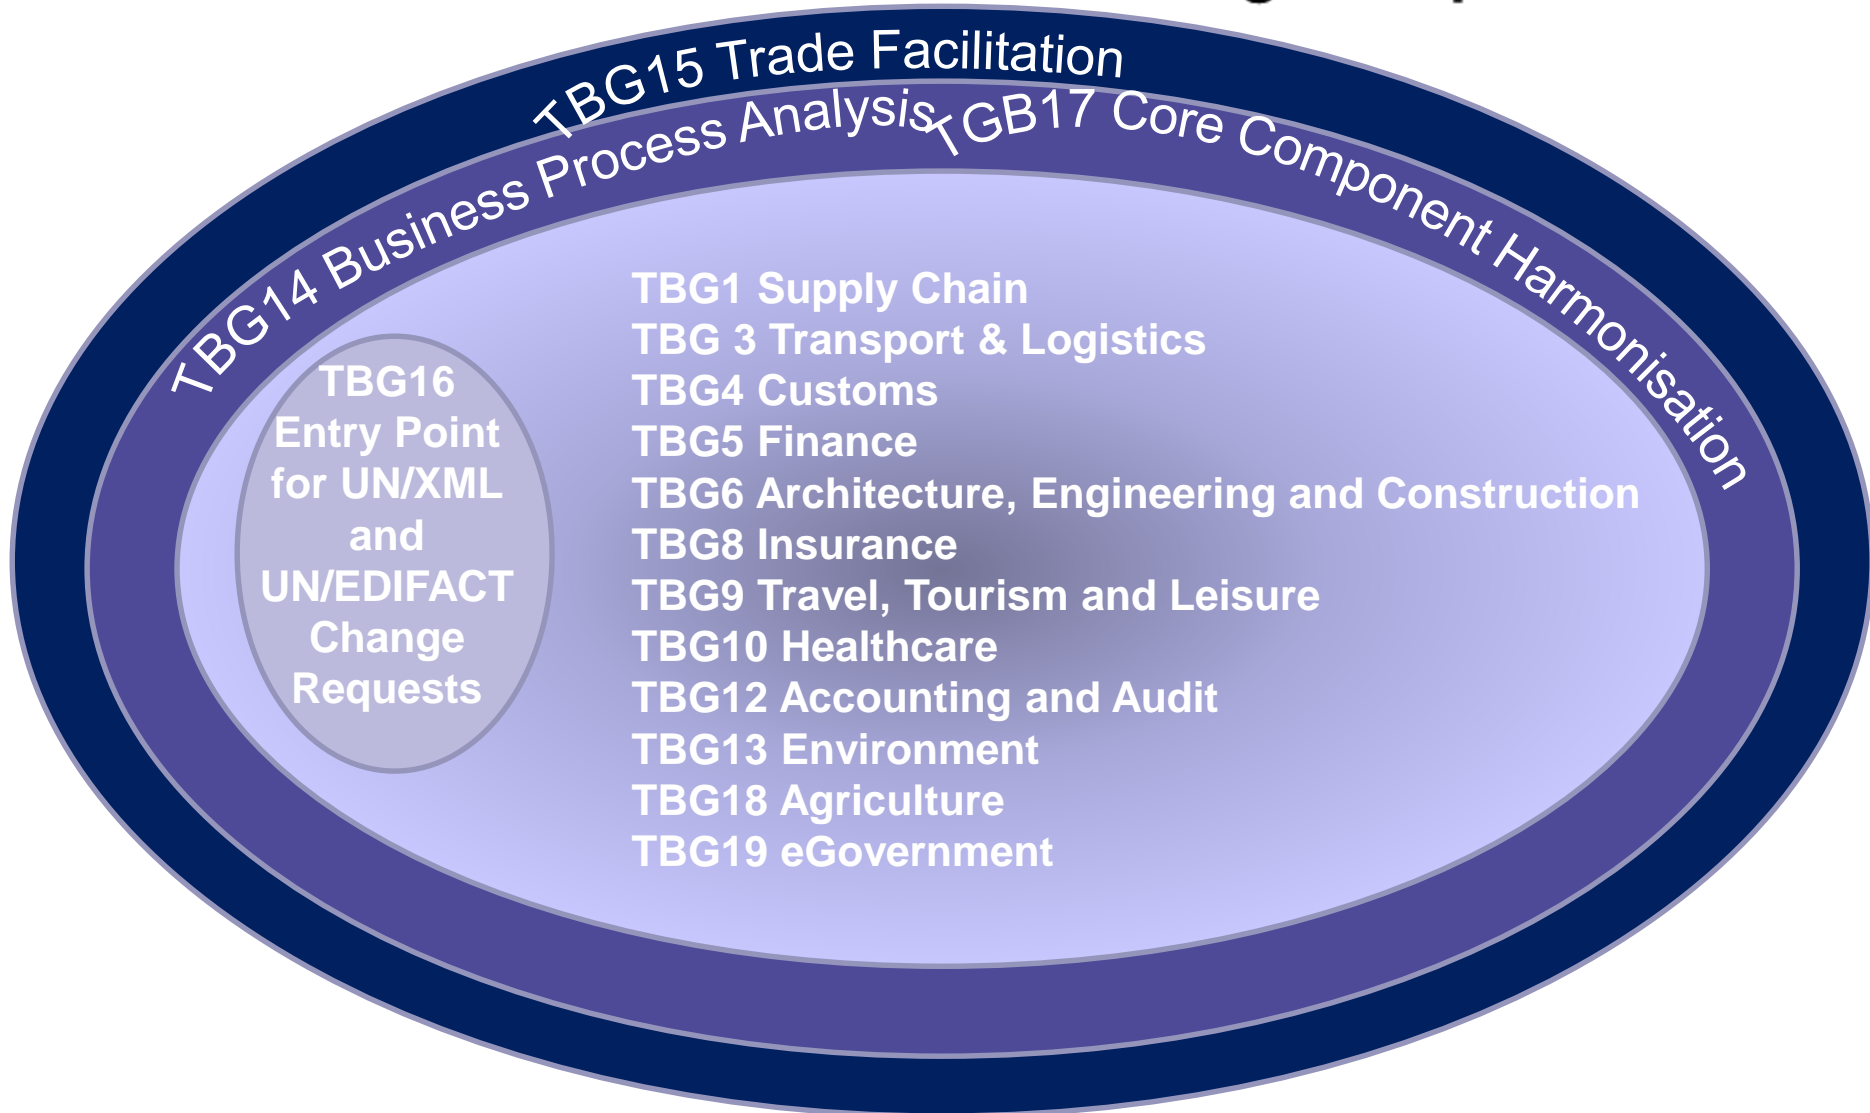 TBG15 Trade Facilitation
TBG14 Business Process Analysis
TGB17 Core Component Harmonisation
TBG16
Entry Point
for UN/XML
and
UN/EDIFACT
Change
Requests
TBG1 Supply Chain
TBG 3 Transport & Logistics
TBG4 Customs
TBG5 Finance
TBG6 Architecture, Engineering and Construction
TBG8 Insurance
TBG9 Travel, Tourism and Leisure
TBG10 Healthcare
TBG12 Accounting and Audit
TBG13 Environment
TBG18 Agriculture
TBG19 eGovernment